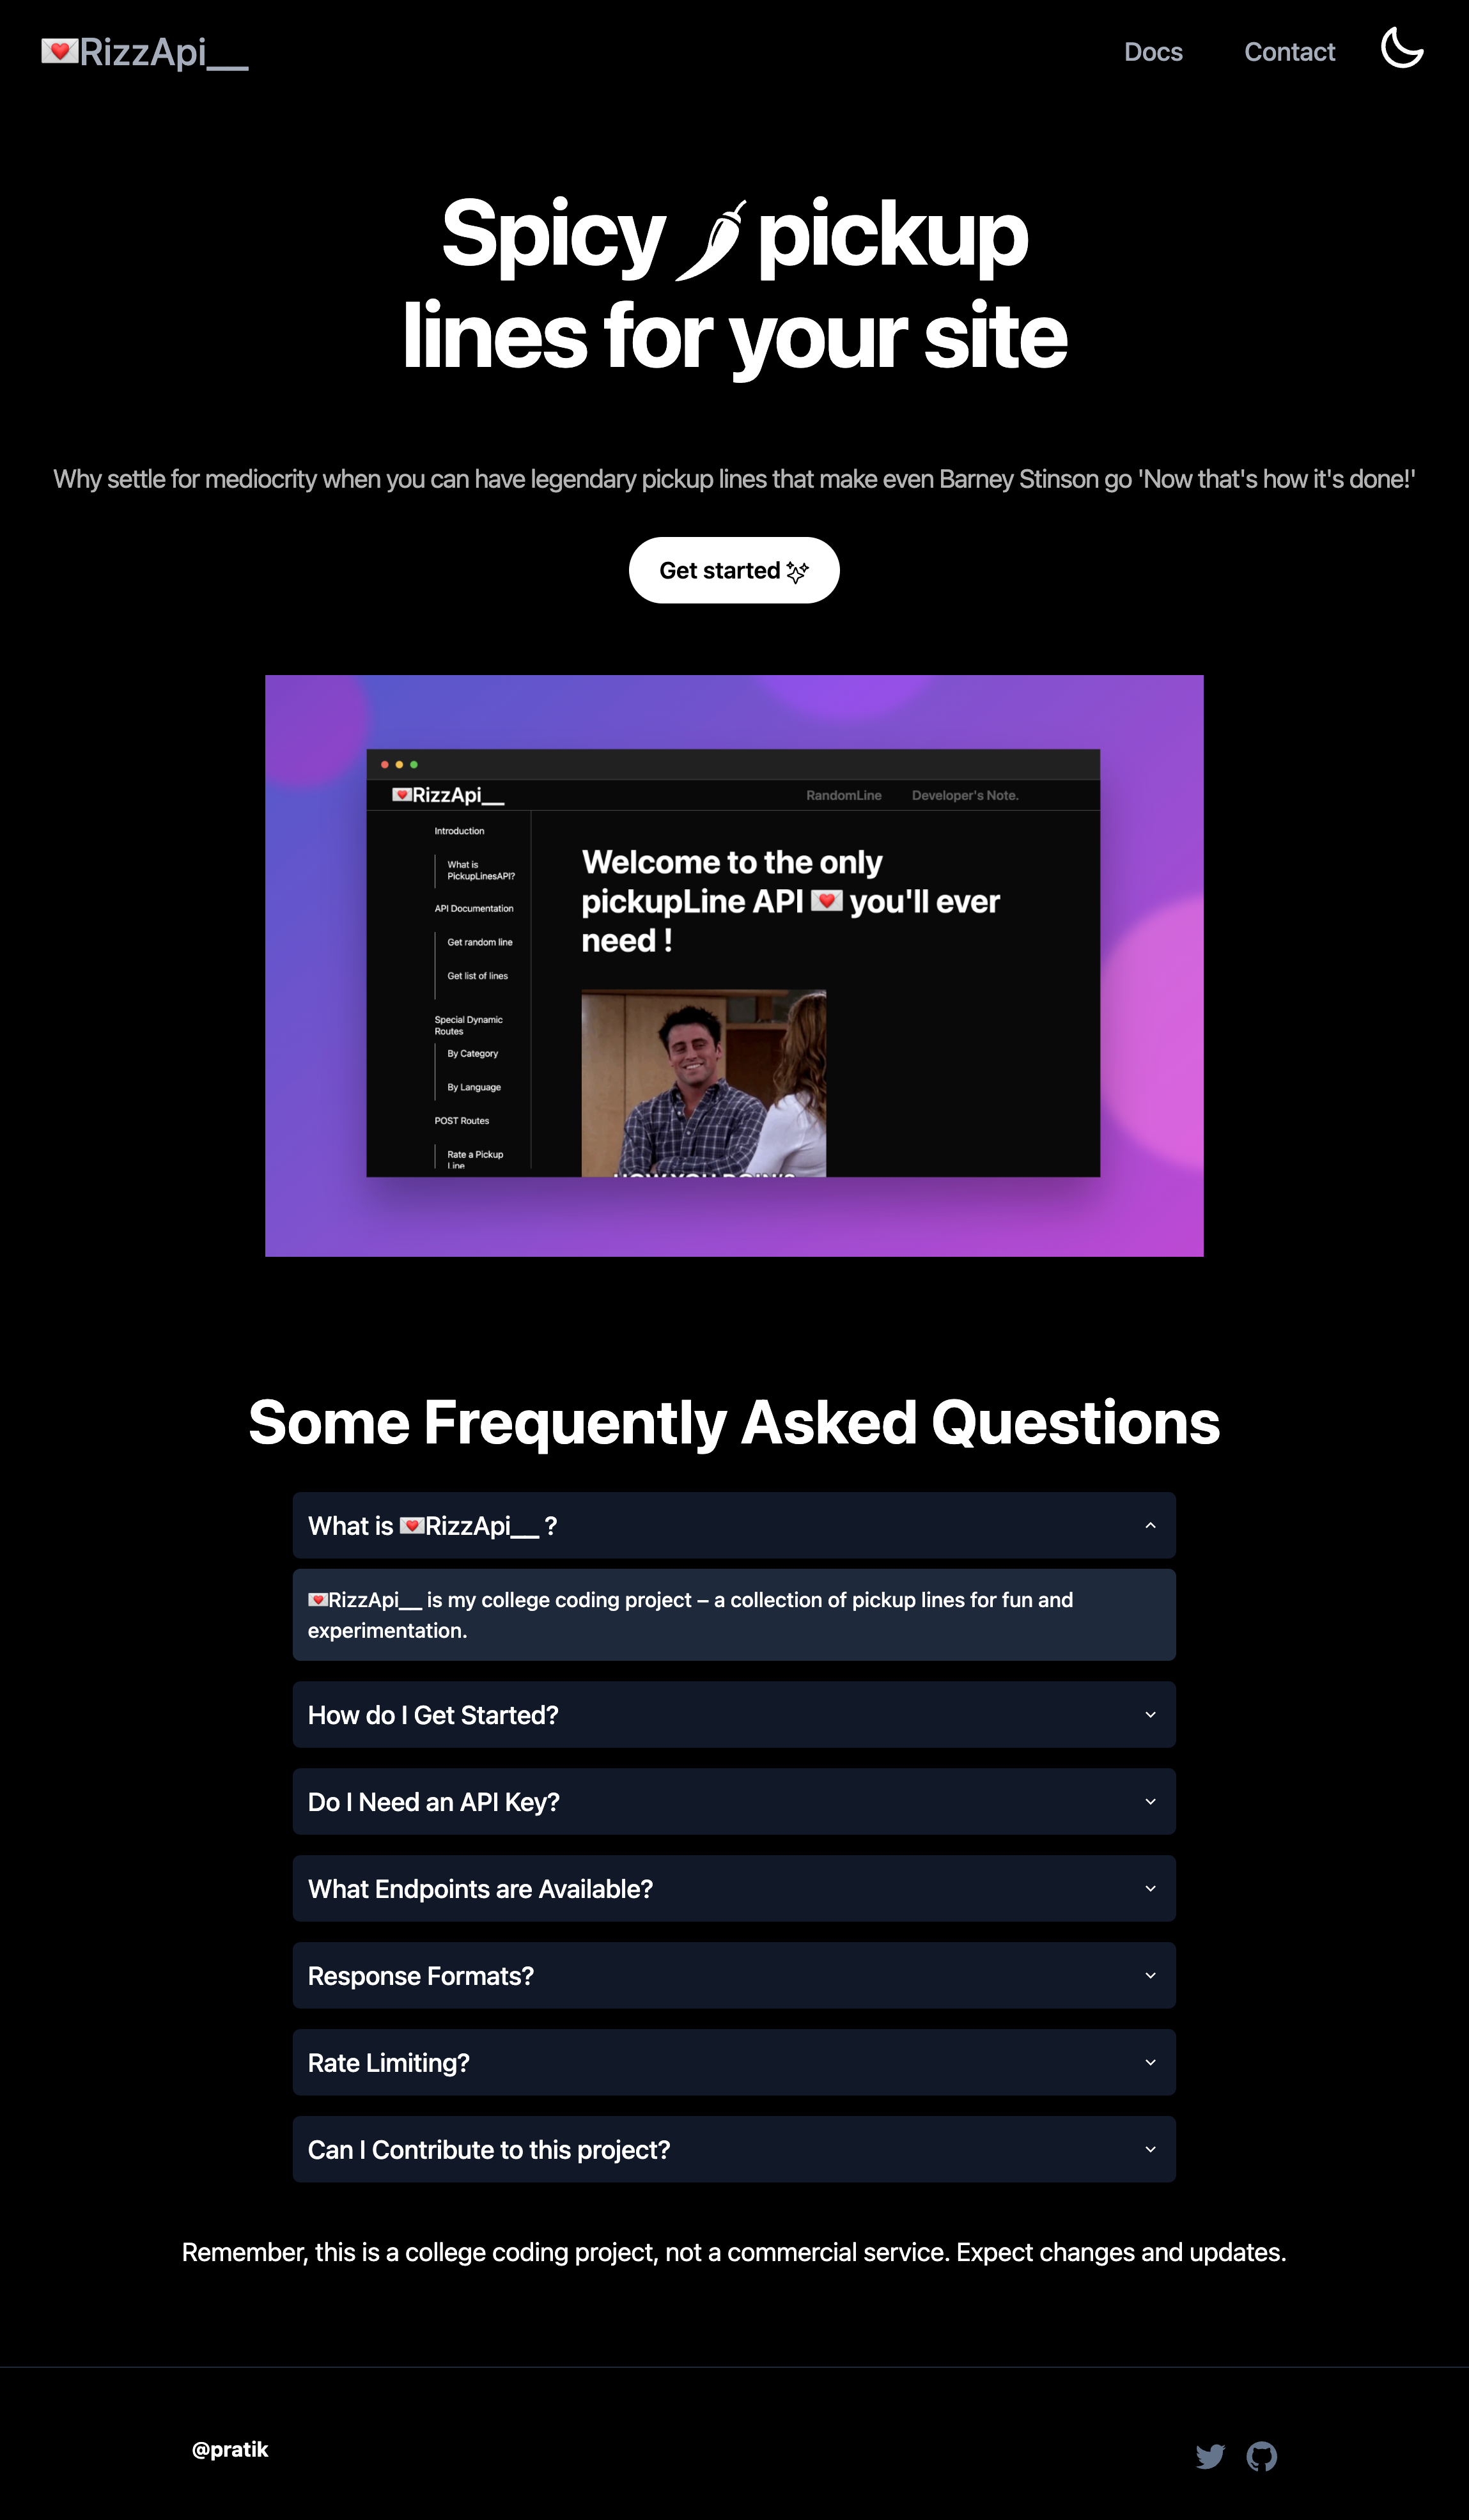 💌RizzApi__
Docs Contact
Spicy 🌶 pickup
lines for your site
Why settle for mediocrity when you can have legendary pickup lines that make even Barney Stinson go 'Now that's how it's done!'
Get started
💌RizzApi__
RandomLine Developer's Note.
Introduction
What is
PickupLinesAPI?
API Documentation
Get random line
Get list of lines
Special Dynamic
Routes
By Category
By Language
POST Routes
Rate a Pickup
Line
Welcome to the only
pickupLine API 💌 you'll ever
need !
Some Frequently Asked Questions
What is 💌RizzApi__ ?
💌RizzApi__ is my college coding project – a collection of pickup lines for fun and
experimentation.
How do I Get Started?
Do I Need an API Key?
What Endpoints are Available?
Response Formats?
Rate Limiting?
Can I Contribute to this project?
Remember, this is a college coding project, not a commercial service. Expect changes and updates.
@pratik